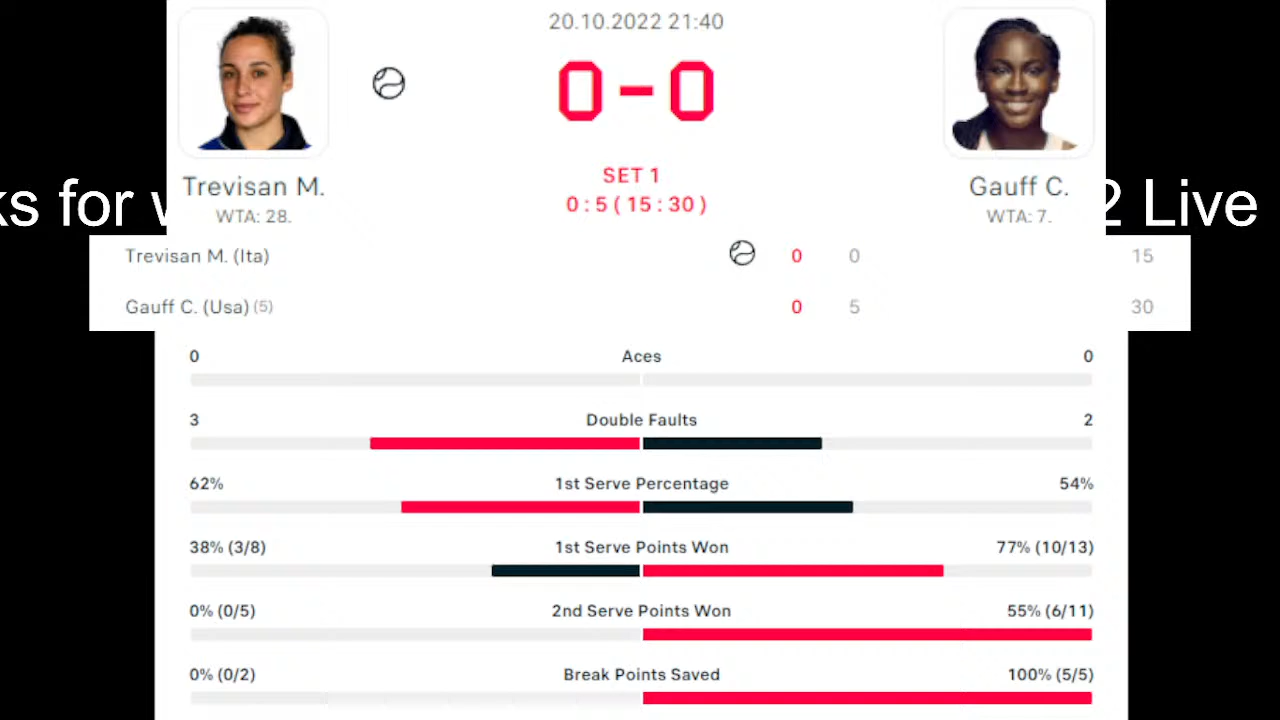 20.10.2022 21:40
0-0
SET 1
0 : 5 ( 15 : 30 )
Trevisan M.
WTA: 28.
Gauff C.
WTA: 7.
ks for
2 Live
Trevisan M. (Ita) 0 0 15
Gauff C. (Usa) (5) 0 5 30
0 Aces 0
3 Double Faults 2
62% 1st Serve Percentage 54%
38% (3/8) 1st Serve Points Won 77% (10/13)
0% (0/5) 2nd Serve Points Won 55% (6/11)
0% (0/2) Break Points Saved 100% (5/5)